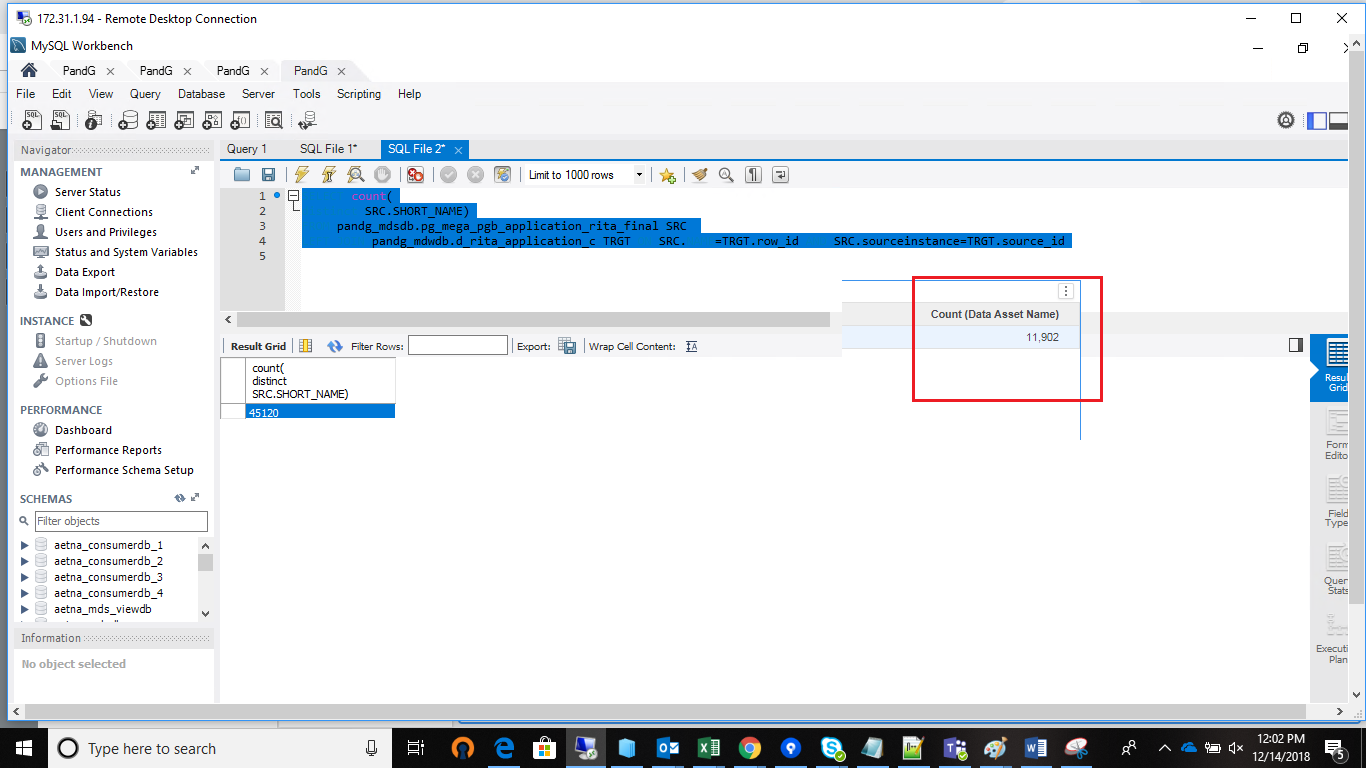 172.31.1.94 - Remote Desktop Connection
MySQL Workbench
PandG PandG PandG PandG
File Edit View Query Database Server Tools Scripting Help
Navigator
MANAGEMENT
Server Status
Client Connections
Users and Privileges
Status and System Variables
Data Export
Data Import/Restore
INSTANCE
Startup / Shutdown
Server Logs
Options File
PERFORMANCE
Dashboard
Performance Reports
Performance Schema Setup
SCHEMAS
Filter objects
aetna_consumerdb_1
aetna_consumerdb_2
aetna_consumerdb_3
aetna_consumerdb_4
aetna_mds_viewdb
Information
No object selected
Query 1 SQL File 1* SQL File 2*
Limit to 1000 rows
1 count(
2 SRC.SHORT_NAME)
3 pandg_mdsdb.pg_mega_pgb_application_rita_final SRC
4 pandg_mdwdb.d_rita_application_c TRGT SRC. =TRGT.row_id SRC.sourceinstance=TRGT.source_id
5
Count (Data Asset Name)
11,902
Result Grid Filter Rows: Export: Wrap Cell Content:
count(
distinct
SRC.SHORT_NAME)
45120
Result
Grid
Form
Editor
Field
Types
Query
Stats
Execution
Plan
Type here to search
12:02 PM
12/14/2018
5